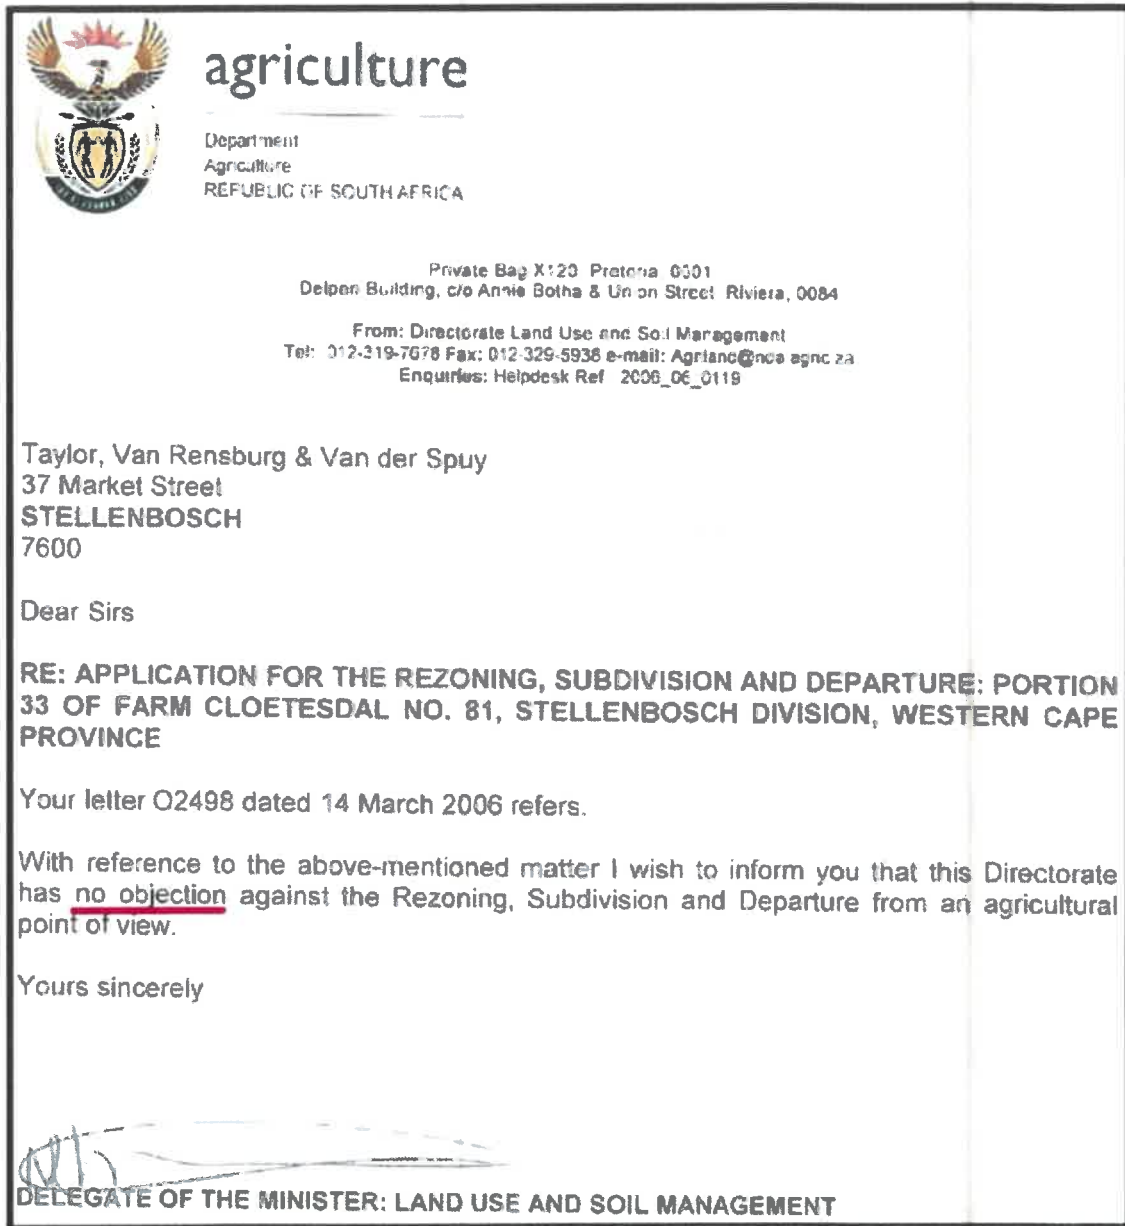 agriculture
Department
Agriculture
REPUBLIC OF SOUTH AFRICA
Private Bag X120 Pretoria 0001
Delpen Building, c/o Annie Botha & Union Street Riviera, 0084
From: Directorate Land Use and Soil Management
Tel: 012-319-7678 Fax: 012-329-5938 e-mail:
Enquiries: Helpdesk Ref 2006_06_0119
Taylor, Van Rensburg & Van der Spuy
37 Market Street
STELLENBOSCH
7600
Dear Sirs
RE: APPLICATION FOR THE REZONING, SUBDIVISION AND DEPARTURE: PORTION
33 OF FARM CLOETESDAL NO. 81, STELLENBOSCH DIVISION, WESTERN CAPE
PROVINCE
Your letter O2498 dated 14 March 2006 refers.
With reference to the above-mentioned matter I wish to inform you that this Directorate
has no objection against the Rezoning, Subdivision and Departure from an agricultural
point of view.
Yours sincerely
DELEGATE OF THE MINISTER: LAND USE AND SOIL MANAGEMENT